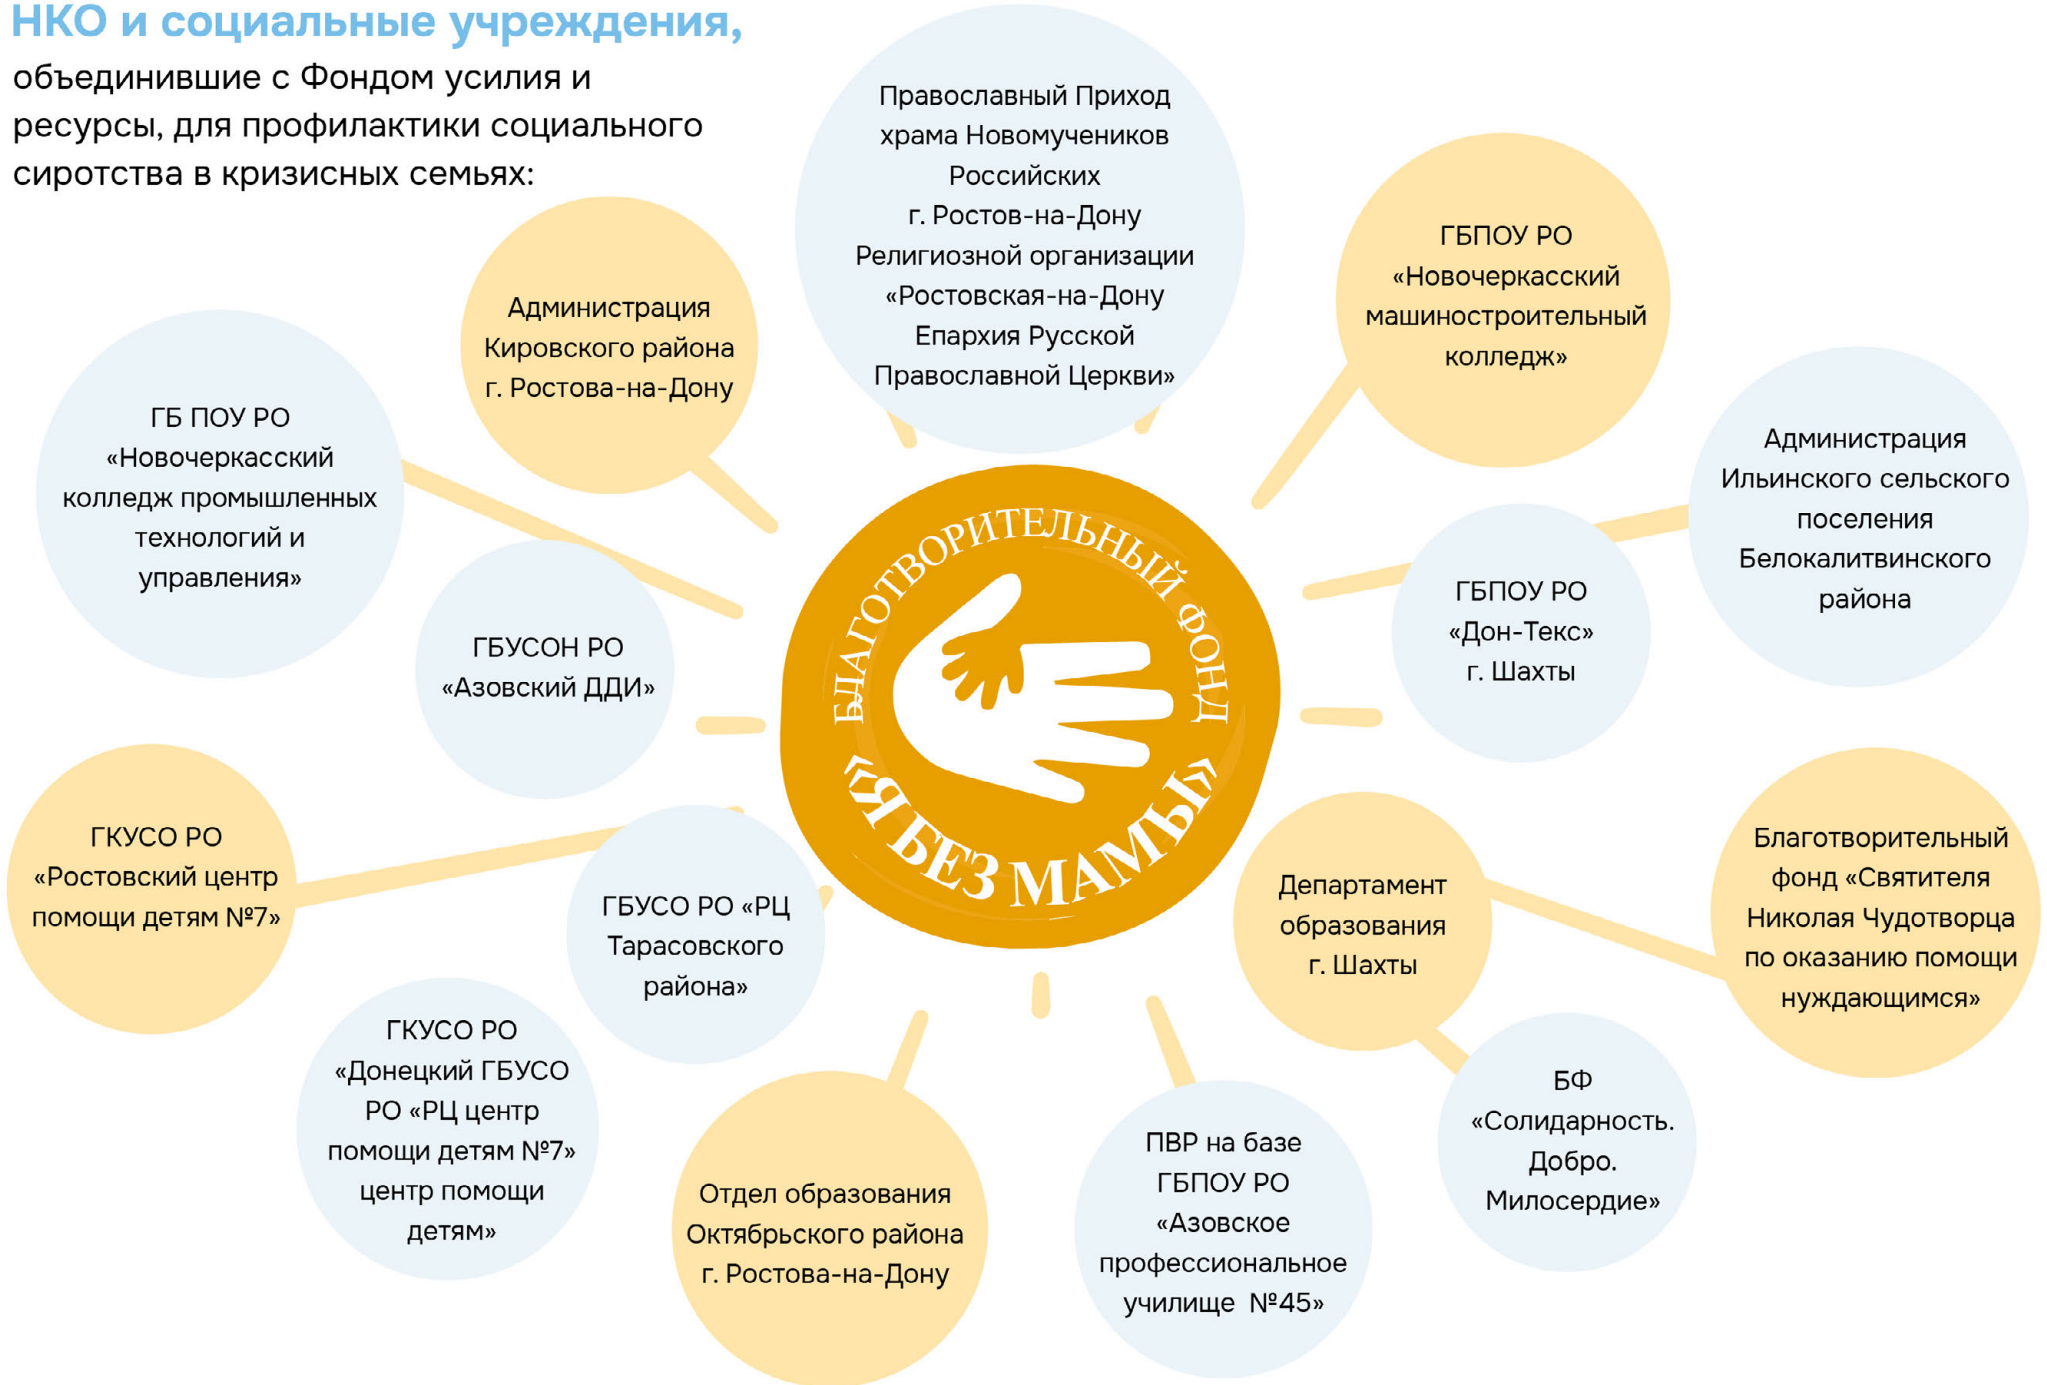 НКО и социальные учреждения,
объединившие с Фондом усилия и
ресурсы, для профилактики социального
сиротства в кризисных семьях:
Православный Приход
храма Новомучеников
Российских
г. Ростов-на-Дону
Религиозной организации
«Ростовская-на-Дону
Епархия Русской
Православной Церкви»
Администрация
Кировского района
г. Ростова-на-Дону
ГБПОУ РО
«Новочеркасский
машиностроительный
колледж»
ГБ ПОУ РО
«Новочеркасский
колледж промышленных
технологий и
управления»
Администрация
Ильинского сельского
поселения
Белокалитвинского
района
ГБУСОН РО
«Азовский ДДИ»
БЛАГОТВОРИТЕЛЬНЫЙ ФОНД
«Я БЕЗ МАМЫ»
ГБПОУ РО
«Дон-Текс»
г. Шахты
ГКУСО РО
«Ростовский центр
помощи детям №7»
ГБУСО РО «РЦ
Тарасовского
района»
Департамент
образования
г. Шахты
Благотворительный
фонд «Святителя
Николая Чудотворца
по оказанию помощи
нуждающимся»
ГКУСО РО
«Донецкий ГБУСО
РО «РЦ центр
помощи детям №7»
центр помощи
детям»
Отдел образования
Октябрьского района
г. Ростова-на-Дону
ПВР на базе
ГБПОУ РО
«Азовское
профессиональное
училище №45»
БФ
«Солидарность.
Добро.
Милосердие»